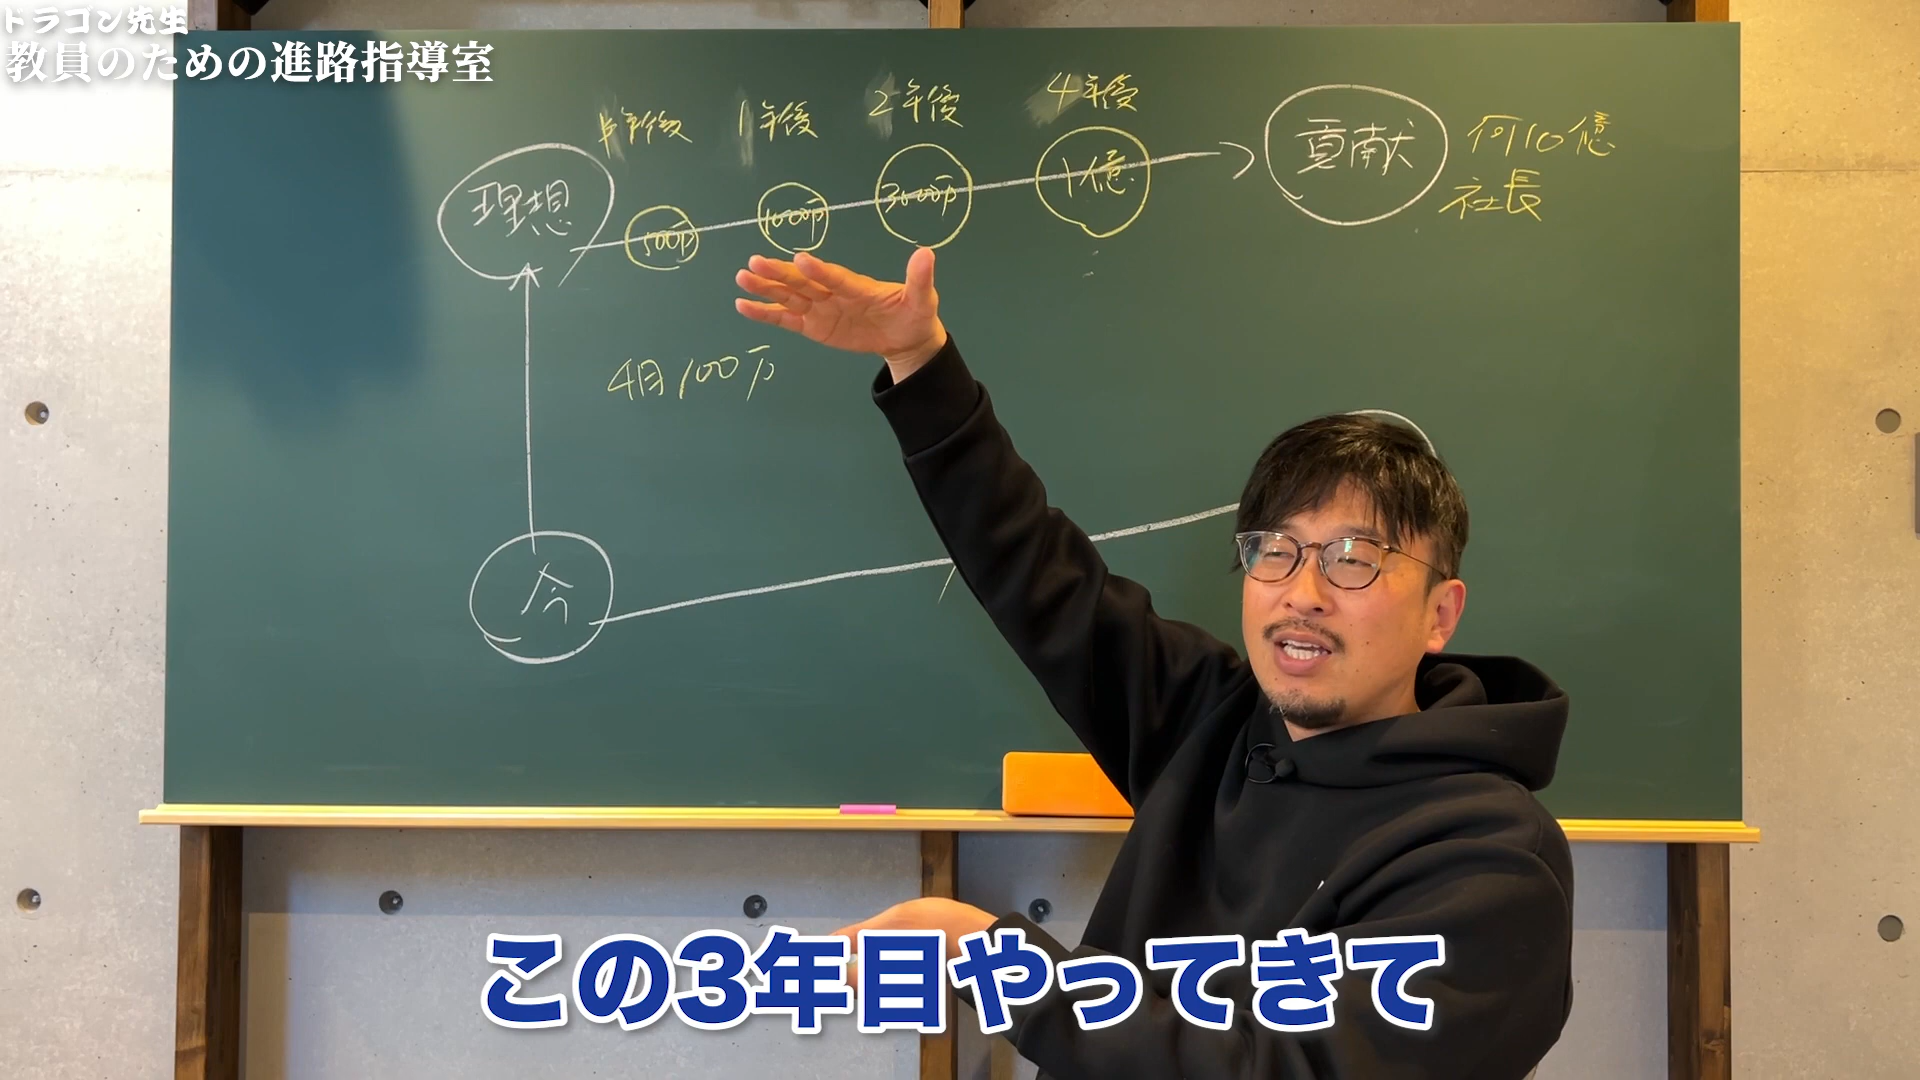 ドラゴン先生
教員のための進路指導室
半年後 1年後 2年後 4年後
理想 500万 1000万 3000万 1億 貢献 何10億
社長
4月100万
今
この3年目やってきて